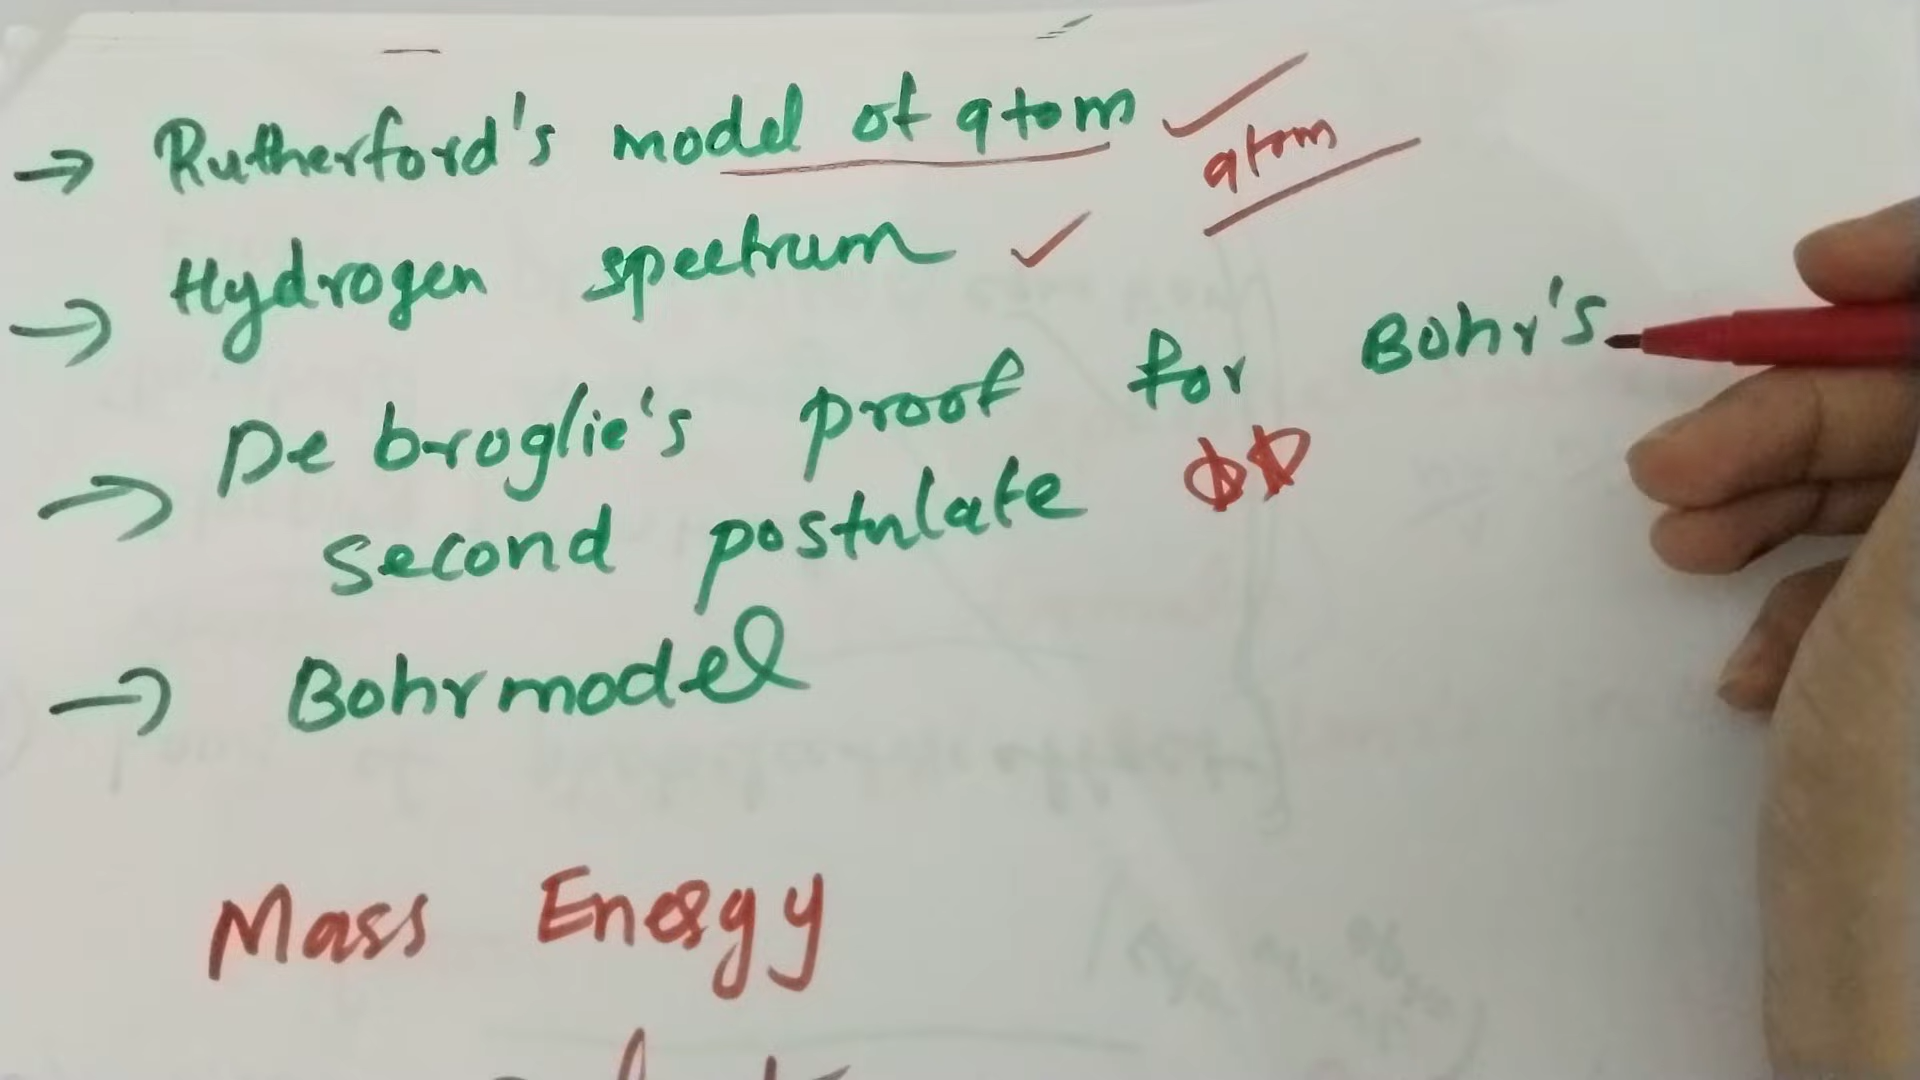 → Rutherford's model of atom ✓
atom
→ Hydrogen spectrum ✓
→ De broglie's proof for Bohr's
second postulate
→ Bohr model
Mass Energy